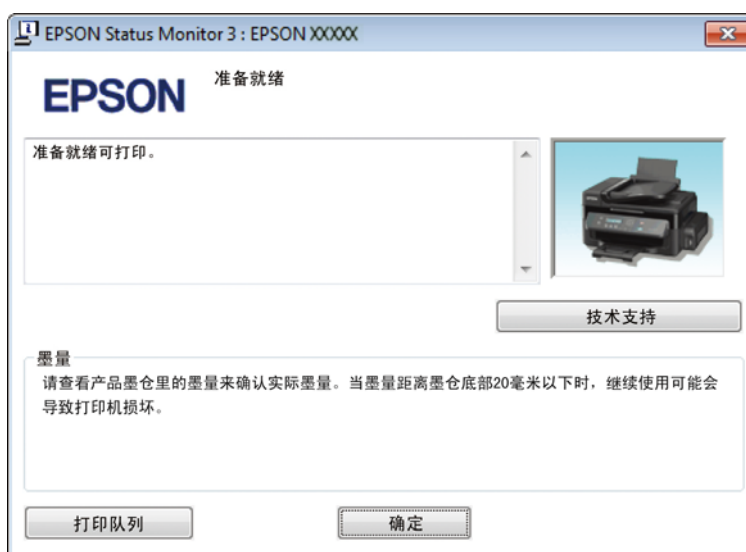 EPSON Status Monitor 3 : EPSON XXXXX
EPSON
准备就绪
准备就绪可打印。
技术支持
墨量
请查看产品墨仓里的墨量来确认实际墨量。当墨量距离墨仓底部20毫米以下时，继续使用可能会
导致打印机损坏。
打印队列
确定